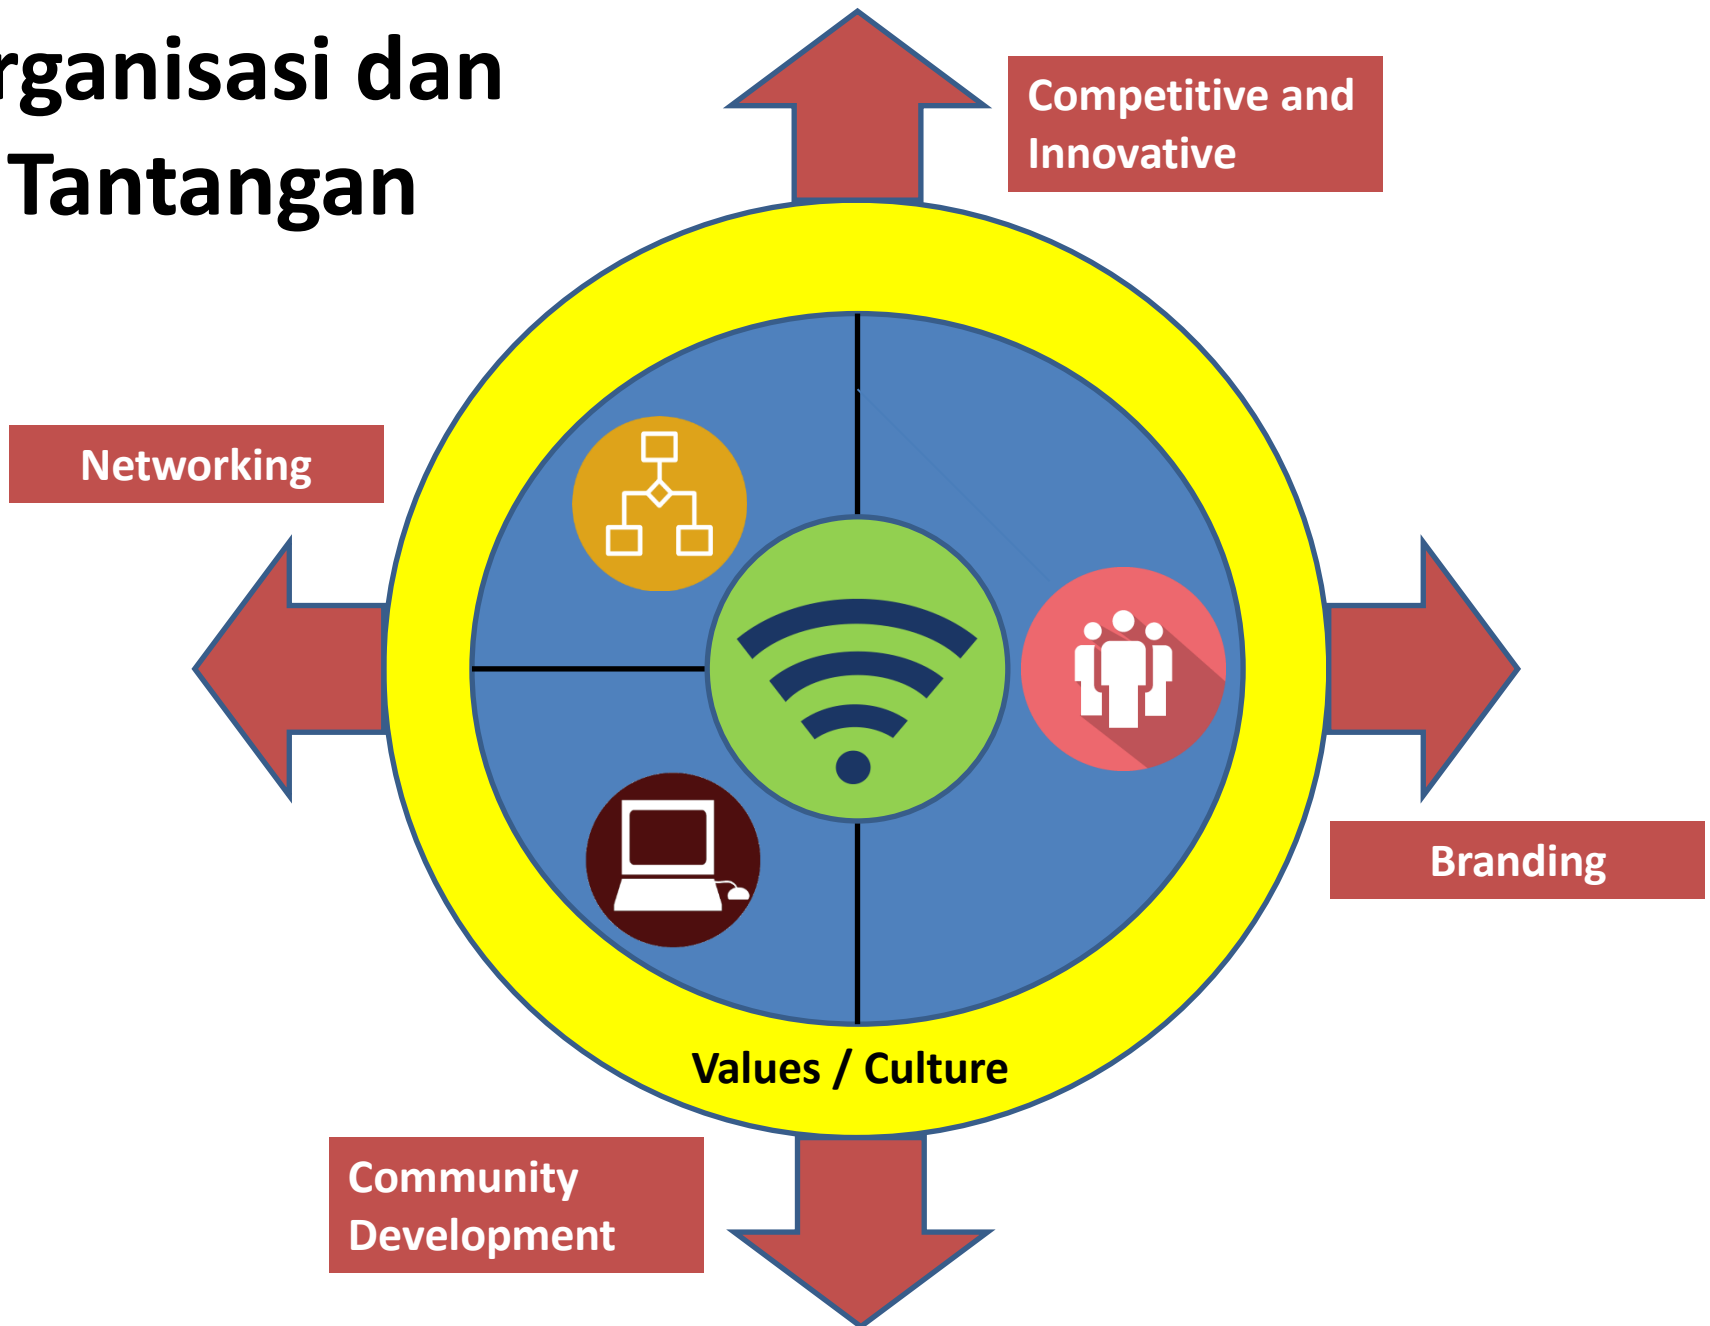 rganisasi dan
Tantangan
Competitive and
Innovative
Networking
Branding
Values / Culture
Community
Development